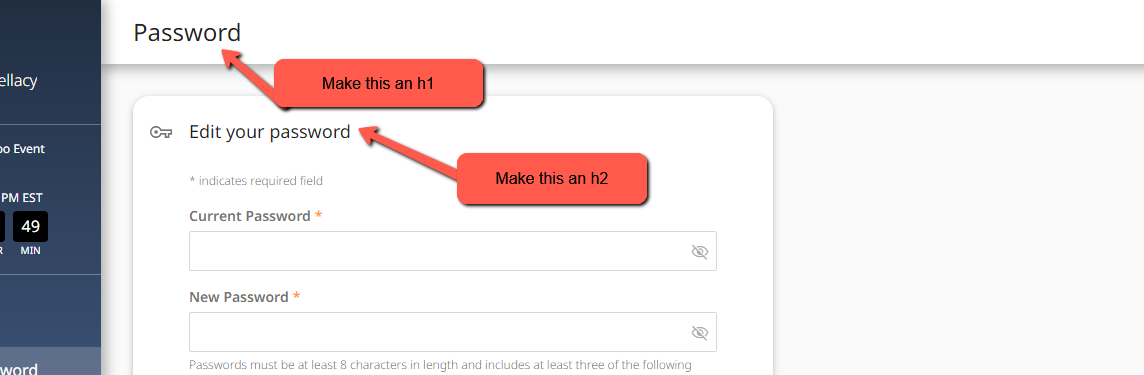 Password
ellacy
Make this an h1
Edit your password
oo Event
Make this an h2
* indicates required field
PM EST
Current Password *
49
R MIN
New Password *
Passwords must be at least 8 characters in length and includes at least three of the following
word